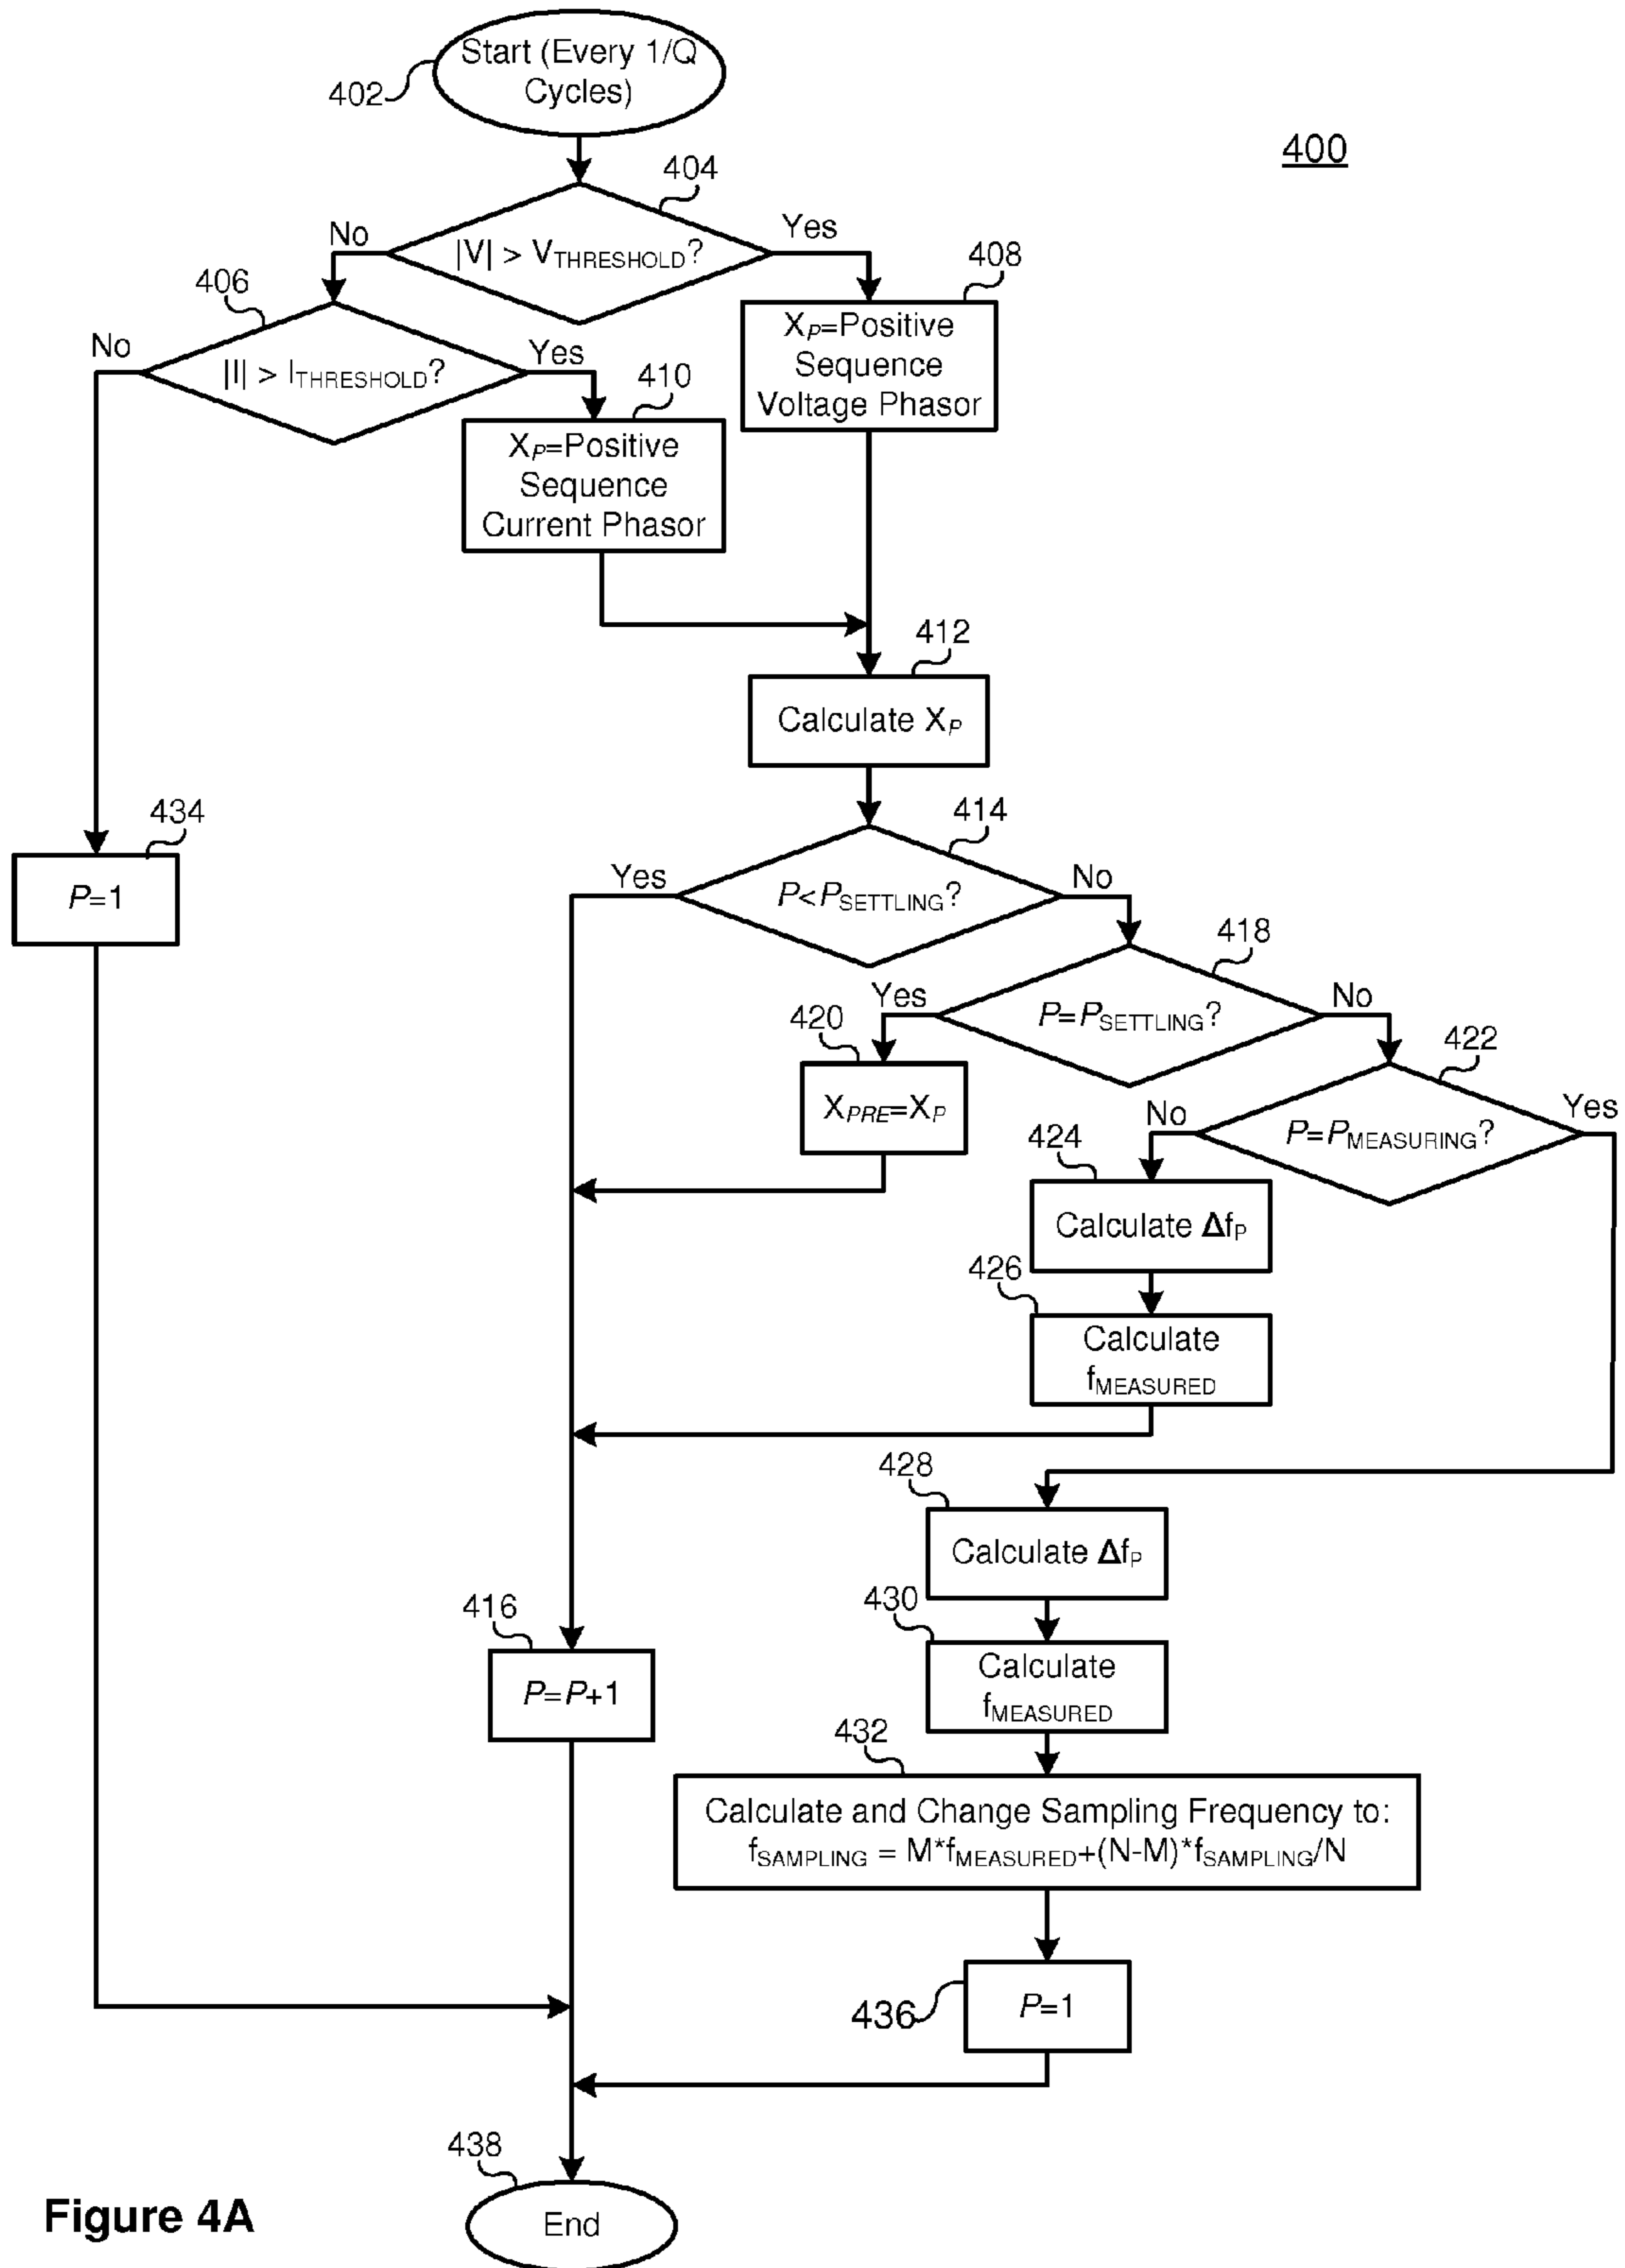 Start (Every 1/Q
Cycles)
402
400
404
No
Yes
|V| > VTHRESHOLD?
408
406
XP=Positive
Sequence
Voltage Phasor
No
Yes
|I| > ITHRESHOLD?
410
XP=Positive
Sequence
Current Phasor
412
Calculate XP
434
P=1
414
Yes
No
P<PSETTLING?
418
Yes
No
P=PSETTLING?
420
XPRE=XP
422
No
Yes
P=PMEASURING?
424
Calculate ΔfP
426
Calculate
fMEASURED
428
Calculate ΔfP
430
Calculate
fMEASURED
416
P=P+1
432
Calculate and Change Sampling Frequency to:
fSAMPLING = M*fMEASURED+(N-M)*fSAMPLING/N
436
P=1
438
End
Figure 4A